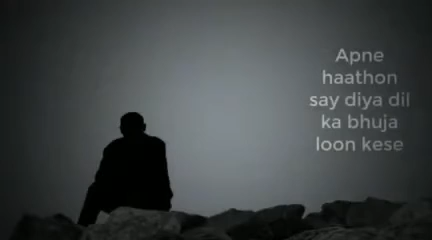 Apne
haathon
say diya dil
ka bhuja
loon kese